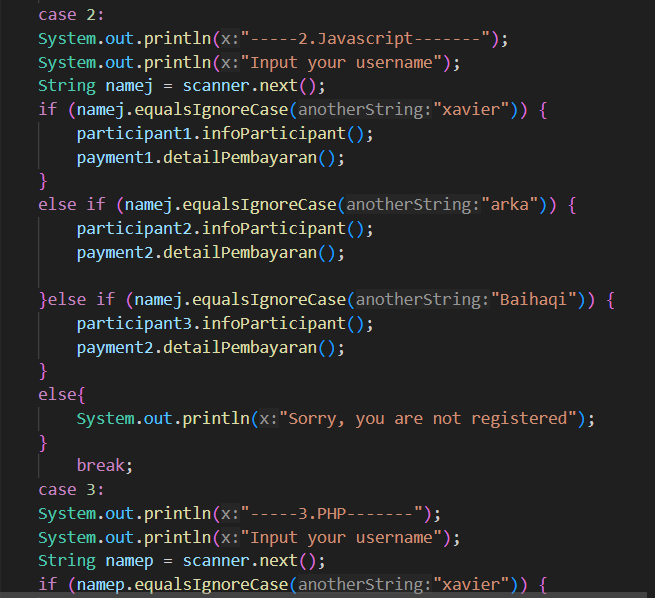 case 2:
System.out.println(x:"-----2.Javascript-------");
System.out.println(x:"Input your username");
String namej = scanner.next();
if (namej.equalsIgnoreCase(anotherString:"xavier")) {
participant1.infoParticipant();
payment1.detailPembayaran();
}
else if (namej.equalsIgnoreCase(anotherString:"arka")) {
participant2.infoParticipant();
payment2.detailPembayaran();
}else if (namej.equalsIgnoreCase(anotherString:"Baihaqi")) {
participant3.infoParticipant();
payment2.detailPembayaran();
}
else{
System.out.println(x:"Sorry, you are not registered");
}
break;
case 3:
System.out.println(x:"-----3.PHP-------");
System.out.println(x:"Input your username");
String namep = scanner.next();
if (namep.equalsIgnoreCase(anotherString:"xavier")) {